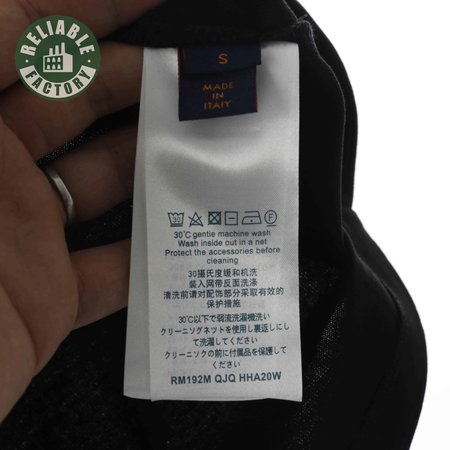 RELIABLE
FACTORY
S
MADE
IN
ITALY
30
F
30℃ gentle machine wash
Wash inside out in a net
Protect the accessories before
cleaning
30摄氏度缓和机洗
装入网带反面洗涤
清洗前请对配饰部分采取有效的
保护措施
30℃以下で弱流洗濯機洗い
クリーニソグネットを使用し裏返しにし
て洗濯してください
クリーニソクの前に付属品を保護して
ください
RM192M QJQ HHA20W